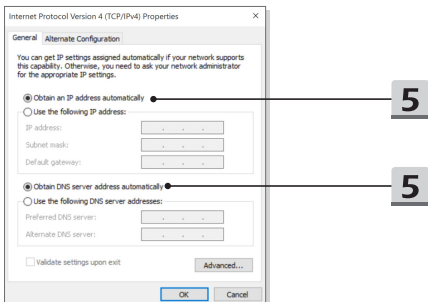 Internet Protocol Version 4 (TCP/IPv4) Properties
General Alternate Configuration
You can get IP settings assigned automatically if your network supports
this capability. Otherwise, you need to ask your network administrator
for the appropriate IP settings.
Obtain an IP address automatically
5
Use the following IP address:
IP address:
Subnet mask:
Default gateway:
Obtain DNS server address automatically
5
Use the following DNS server addresses:
Preferred DNS server:
Alternate DNS server:
Validate settings upon exit
Advanced...
OK Cancel